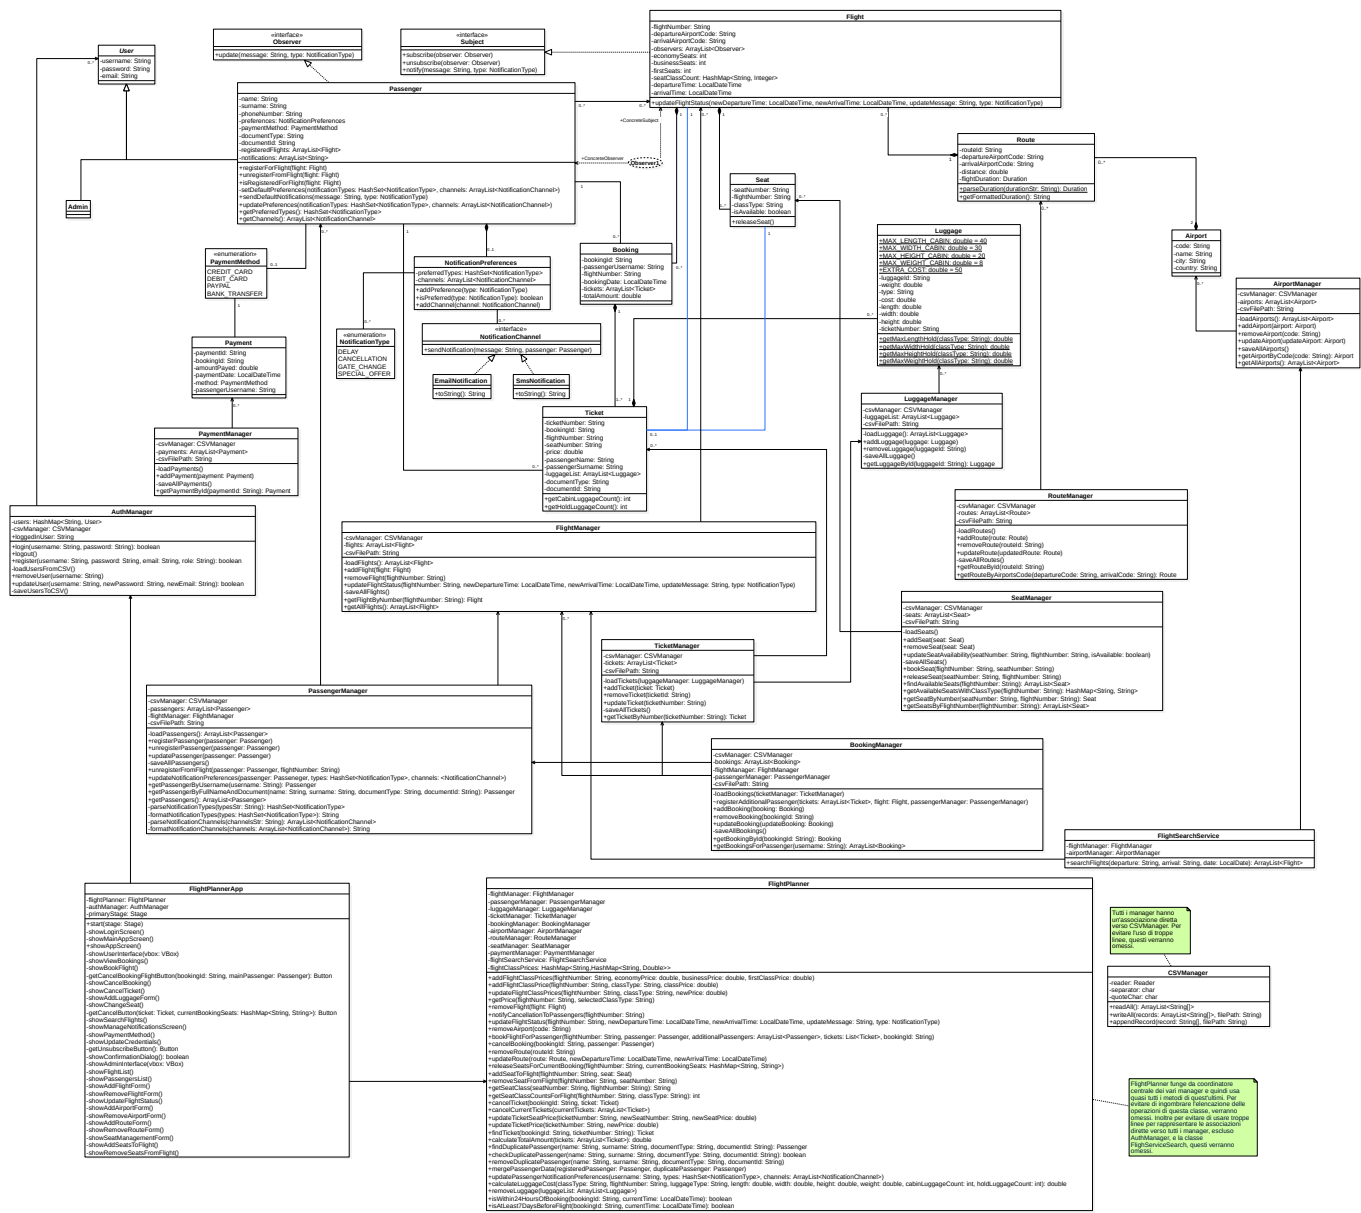 Flight
-flightNumber: String
-departureAirportCode: String
-arrivalAirportCode: String
-observers: ArrayList<Observer>
-economySeats: int
-businessSeats: int
-firstSeats: int
-seatClassCount: HashMap<String, Integer>
-departureTime: LocalDateTime
-arrivalTime: LocalDateTime
+updateFlightStatus(newDepartureTime: LocalDateTime, newArrivalTime: LocalDateTime, updateMessage: String, type: NotificationType)
«interface»
Observer
+update(message: String, type: NotificationType)
«interface»
Subject
+subscribe(observer: Observer)
+unsubscribe(observer: Observer)
+notify(message: String, type: NotificationType)
User
-username: String
-password: String
-email: String
Passenger
-name: String
-surname: String
-phoneNumber: String
-preferences: NotificationPreferences
-paymentMethod: PaymentMethod
-documentType: String
-documentId: String
-registeredFlights: ArrayList<Flight>
-notifications: ArrayList<String>
+registerForFlight(flight: Flight)
+unregisterFromFlight(flight: Flight)
+isRegisteredForFlight(flight: Flight)
-setDefaultPreferences(notificationTypes: HashSet<NotificationType>, channels: ArrayList<NotificationChannel>)
+sendDefaultNotifications(message: String, type: NotificationType)
+updatePreferences(notificationTypes: HashSet<NotificationType>, channels: ArrayList<NotificationChannel>)
+getPreferredTypes(): HashSet<NotificationType>
+getChannels(): ArrayList<NotificationChannel>
+ConcreteSubject
+ConcreteObserver
Observer1
Admin
Route
-routeId: String
-departureAirportCode: String
-arrivalAirportCode: String
-distance: double
-flightDuration: Duration
+parseDuration(durationStr: String): Duration
+getFormattedDuration(): String
Seat
-seatNumber: String
-flightNumber: String
-classType: String
-isAvailable: boolean
+releaseSeat()
Airport
-code: String
-name: String
-city: String
-country: String
Luggage
+MAX_LENGTH_CABIN: double = 40
+MAX_WIDTH_CABIN: double = 30
+MAX_HEIGHT_CABIN: double = 20
+MAX_WEIGHT_CABIN: double = 8
+EXTRA_COST: double = 50
-luggageId: String
-weight: double
-type: String
-cost: double
-length: double
-width: double
-height: double
-ticketNumber: String
+getMaxLengthHold(classType: String): double
+getMaxWidthHold(classType: String): double
+getMaxHeightHold(classType: String): double
+getMaxWeightHold(classType: String): double
«enumeration»
PaymentMethod
CREDIT_CARD
DEBIT_CARD
PAYPAL
BANK_TRANSFER
NotificationPreferences
-preferredTypes: HashSet<NotificationType>
-channels: ArrayList<NotificationChannel>
+addPreference(type: NotificationType)
+isPreferred(type: NotificationType): boolean
+addChannel(channel: NotificationChannel)
Booking
-bookingId: String
-passengerUsername: String
-flightNumber: String
-bookingDate: LocalDateTime
-tickets: ArrayList<Ticket>
-totalAmount: double
AirportManager
-csvManager: CSVManager
-airports: ArrayList<Airport>
-csvFilePath: String
-loadAirports(): ArrayList<Airport>
+addAirport(airport: Airport)
+removeAirport(code: String)
+updateAirport(updateAirport: Airport)
+saveAllAirports()
+getAirportByCode(code: String): Airport
+getAllAirports(): ArrayList<Airport>
«enumeration»
NotificationType
DELAY
CANCELLATION
GATE_CHANGE
SPECIAL_OFFER
«interface»
NotificationChannel
+sendNotification(message: String, passenger: Passenger)
EmailNotification
+toString(): String
SmsNotification
+toString(): String
Payment
-paymentId: String
-bookingId: String
-amountPayed: double
-paymentDate: LocalDateTime
-method: PaymentMethod
-passengerUsername: String
PaymentManager
-csvManager: CSVManager
-payments: ArrayList<Payment>
-csvFilePath: String
-loadPayments()
+addPayment(payment: Payment)
-saveAllPayments()
+getPaymentById(paymentId: String): Payment
Ticket
-ticketNumber: String
-bookingId: String
-flightNumber: String
-seatNumber: String
-price: double
-passengerName: String
-passengerSurname: String
-luggageList: ArrayList<Luggage>
-documentType: String
-documentId: String
+getCabinLuggageCount(): int
+getHoldLuggageCount(): int
LuggageManager
-csvManager: CSVManager
-luggageList: ArrayList<Luggage>
-csvFilePath: String
-loadLuggage(): ArrayList<Luggage>
+addLuggage(luggage: Luggage)
+removeLuggage(luggageId: String)
-saveAllLuggage()
+getLuggageById(luggageId: String): Luggage
RouteManager
-csvManager: CSVManager
-routes: ArrayList<Route>
-csvFilePath: String
-loadRoutes()
+addRoute(route: Route)
+removeRoute(routeId: String)
+updateRoute(updatedRoute: Route)
-saveAllRoutes()
+getRouteById(routeId: String)
+getRouteByAirportsCode(departureCode: String, arrivalCode: String): Route
AuthManager
-users: HashMap<String, User>
-csvManager: CSVManager
+loggedInUser: String
+login(username: String, password: String): boolean
+logout()
+register(username: String, password: String, email: String, role: String): boolean
-loadUsersFromCSV()
+removeUser(username: String)
+updateUser(username: String, newPassword: String, newEmail: String): boolean
-saveUsersToCSV()
FlightManager
-csvManager: CSVManager
-flights: ArrayList<Flight>
-csvFilePath: String
-loadFlights(): ArrayList<Flight>
+addFlight(flight: Flight)
+removeFlight(flightNumber: String)
+updateFlightStatus(flightNumber: String, newDepartureTime: LocalDateTime, newArrivalTime: LocalDateTime, updateMessage: String, type: NotificationType)
-saveAllFlights()
+getFlightByNumber(flightNumber: String): Flight
+getAllFlights(): ArrayList<Flight>
SeatManager
-csvManager: CSVManager
-seats: ArrayList<Seat>
-csvFilePath: String
-loadSeats()
+addSeat(seat: Seat)
+removeSeat(seat: Seat)
+updateSeatAvailability(seatNumber: String, flightNumber: String, isAvailable: boolean)
-saveAllSeats()
+bookSeat(flightNumber: String, seatNumber: String)
+releaseSeat(seatNumber: String, flightNumber: String)
+findAvailableSeats(flightNumber: String): ArrayList<Seat>
+getAvailableSeatsWithClassType(flightNumber: String): HashMap<String, String>
+getSeatByNumber(seatNumber: String, flightNumber: String): Seat
+getSeatsByFlightNumber(flightNumber: String): ArrayList<Seat>
TicketManager
-csvManager: CSVManager
-tickets: ArrayList<Ticket>
-csvFilePath: String
-loadTickets(luggageManager: LuggageManager)
+addTicket(ticket: Ticket)
+removeTicket(ticketId: String)
+updateTicket(ticketNumber: String)
-saveAllTickets()
+getTicketByNumber(ticketNumber: String): Ticket
PassengerManager
-csvManager: CSVManager
-passengers: ArrayList<Passenger>
-flightManager: FlightManager
-csvFilePath: String
-loadPassengers(): ArrayList<Passenger>
+registerPassenger(passenger: Passenger)
+unregisterPassenger(passenger: Passenger)
+updatePassenger(passenger: Passenger)
-saveAllPassengers()
+unregisterFromFlight(passenger: Passenger, flightNumber: String)
+updateNotificationPreferences(passenger: Passeneger, types: HashSet<NotificationType>, channels: <NotificationChannel>)
+getPassengerByUsername(username: String): Passenger
+getPassengerByFullNameAndDocument(name: String, surname: String, documentType: String, documentId: String): Passenger
+getPassengers(): ArrayList<Passenger>
-parseNotificationTypes(typesStr: String): HashSet<NotificationType>
-formatNotificationTypes(types: HashSet<NotificationType>): String
-parseNotificationChannels(channelsStr: String): ArrayList<NotificationChannel>
-formatNotificationChannels(channels: ArrayList<NotificationChannel>): String
BookingManager
-csvManager: CSVManager
-bookings: ArrayList<Booking>
-flightManager: FlightManager
-passengerManager: PassengerManager
-csvFilePath: String
-loadBookings(ticketManager: TicketManager)
~registerAdditionalPassenger(tickets: ArrayList<Ticket>, flight: Flight, passengerManager: PassengerManager)
+addBooking(booking: Booking)
+removeBooking(bookingId: String)
+updateBooking(updateBooking: Booking)
-saveAllBookings()
+getBookingById(bookingId: String): Booking
+getBookingsForPassenger(username: String): ArrayList<Booking>
FlightSearchService
-flightManager: FlightManager
-airportManager: AirportManager
+searchFlights(departure: String, arrival: String, date: LocalDate): ArrayList<Flight>
FlightPlannerApp
-flightPlanner: FlightPlanner
-authManager: AuthManager
-primaryStage: Stage
+start(stage: Stage)
-showLoginScreen()
-showMainAppScreen()
+showAppScreen()
-showUserInterface(vbox: VBox)
-showViewBookings()
-showBookFlight()
-getCancelBookingFlightButton(bookingId: String, mainPassenger: Passenger): Button
-showCancelBooking()
-showCancelTicket()
-showAddLuggageForm()
-showChangeSeat()
-getCancelButton(ticket: Ticket, currentBookingSeats: HashMap<String, String>): Button
-showSearchFlights()
-showManageNotificationsScreen()
-showPaymentMethod()
-showUpdateCredentials()
-getUnsubscribeButton(): Button
-showConfirmationDialog(): boolean
-showAdminInterface(vbox: VBox)
-showFlightList()
-showPassengersList()
-showAddFlightForm()
-showRemoveFlightForm()
-showUpdateFlightStatus()
-showAddAirportForm()
-showRemoveAirportForm()
-showAddRouteForm()
-showRemoveRouteForm()
-showSeatManagementForm()
-showAddSeatsToFlight()
-showRemoveSeatsFromFlight()
FlightPlanner
-flightManager: FlightManager
-passengerManager: PassengerManager
-luggageManager: LuggageManager
-ticketManager: TicketManager
-bookingManager: BookingManager
-airportManager: AirportManager
-routeManager: RouteManager
-seatManager: SeatManager
-paymentManager: PaymentManager
-flightSearchService: FlightSearchService
-flightClassPrices: HashMap<String,HashMap<String, Double>>
+addFlightClassPrices(flightNumber: String, economyPrice: double, businessPrice: double, firstClassPrice: double)
+addFlightClassPrice(flightNumber: String, classType: String, classPrice: double)
+updateFlightClassPrices(flightNumber: String, classType: String, newPrice: double)
+getPrice(flightNumber: String, selectedClassType: String)
+removeFlight(flight: Flight)
+notifyCancellationToPassengers(flightNumber: String)
+updateFlightStatus(flightNumber: String, newDepartureTime: LocalDateTime, newArrivalTime: LocalDateTime, updateMessage: String, type: NotificationType)
+removeAirport(code: String)
+bookFlightForPassenger(flightNumber: String, passenger: Passenger, additionalPassengers: ArrayList<Passenger>, tickets: List<Ticket>, bookingId: String)
+cancelBooking(bookingId: String, passenger: Passenger)
+removeRoute(routeId: String)
+updateRoute(route: Route, newDepartureTime: LocalDateTime, newArrivalTime: LocalDateTime)
+releaseSeatsForCurrentBooking(flightNumber: String, currentBookingSeats: HashMap<String, String>)
+addSeatToFlight(flightNumber: String, seat: Seat)
+removeSeatFromFlight(flightNumber: String, seatNumber: String)
+getSeatClass(seatNumber: String, flightNumber: String): String
+getSeatClassCountsForFlight(flightNumber: String, classType: String): int
+cancelTicket(bookingId: String, ticket: Ticket)
+cancelCurrentTickets(currentTickets: ArrayList<Ticket>)
+updateTicketSeatPrice(ticketNumber: String, newSeatNumber: String, newSeatPrice: double)
+updateTicketPrice(ticketNumber: String, newPrice: double)
+findTicket(bookingId: String, ticketNumber: String): Ticket
+calculateTotalAmount(tickets: ArrayList<Ticket>): double
+findDuplicatePassenger(name: String, surname: String, documentType: String, documentId: String): Passenger
+checkDuplicatePassenger(name: String, surname: String, documentType: String, documentId: String): boolean
+removeDuplicatePassenger(name: String, surname: String, documentType: String, documentId: String)
+mergePassengerData(registeredPassenger: Passenger, duplicatePassenger: Passenger)
+updatePassengerNotificationPreferences(username: String, types: HashSet<NotificationType>, channels: ArrayList<NotificationChannel>)
+calculateLuggageCost(classType: String, flightNumber: String, luggageType: String, length: double, width: double, height: double, weight: double, cabinLuggageCount: int, holdLuggageCount: int): double
+removeLuggage(luggageList: ArrayList<Luggage>)
+isWithin24HoursOfBooking(bookingId: String, currentTime: LocalDateTime): boolean
+isAtLeast7DaysBeforeFlight(bookingId: String, currentTime: LocalDateTime): boolean
Tutti i manager hanno
un'associazione diretta
verso CSVManager. Per
evitare l'uso di troppe
linee, questi verranno
omessi.
CSVManager
-reader: Reader
-separator: char
-quoteChar: char
+readAll(): ArrayList<String[]>
+writeAll(records: ArrayList<String[]>, filePath: String)
+appendRecord(record: String[], filePath: String)
FlightPlanner funge da coordinatore
centrale dei vari manager e quindi usa
quasi tutti i metodi di quest'ultimi. Per
evitare di ingombrare l'elencazione delle
operazioni di questa classe, verranno
omessi. Inoltre per evitare di usare troppe
linee per rappresentare le associazioni
dirette verso tutti i manager, escluso
AuthManager, e la classe
FlighServiceSearch, questi verranno
omessi.